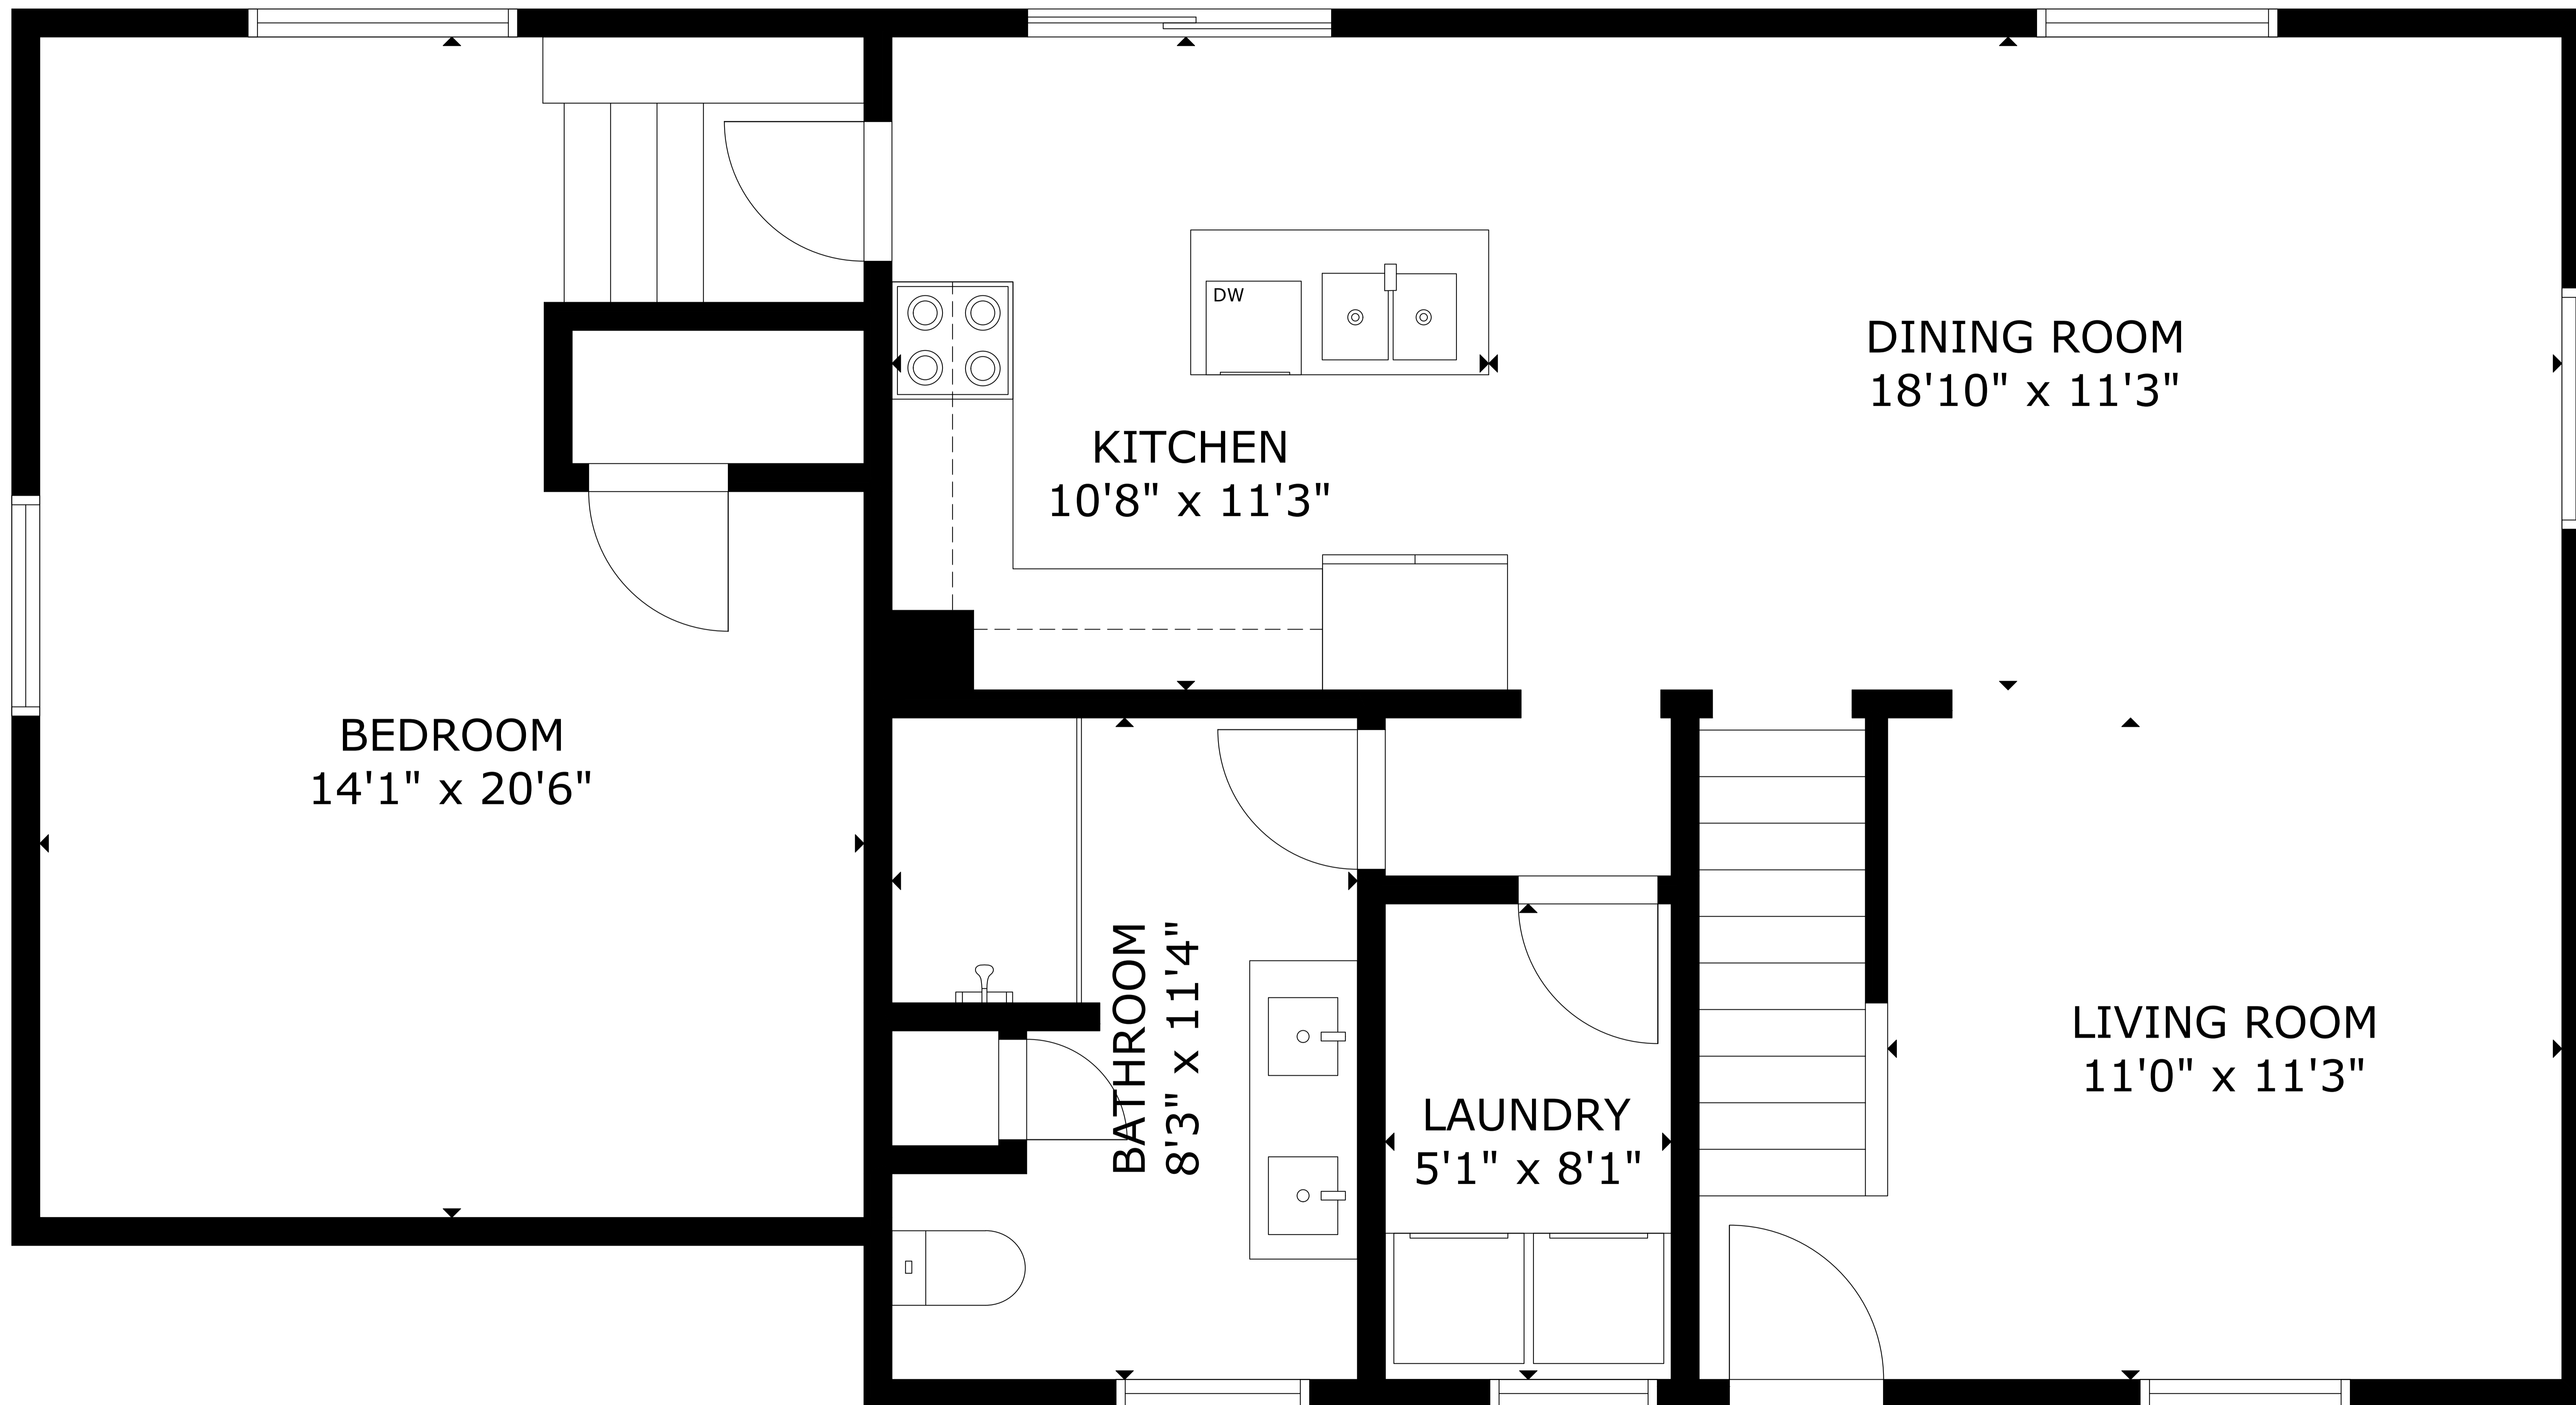 DW
DINING ROOM
18'10" x 11'3"
KITCHEN
10'8" x 11'3"
BEDROOM
14'1" x 20'6"
BATHROOM
8'3" x 11'4"
LIVING ROOM
11'0" x 11'3"
LAUNDRY
5'1" x 8'1"